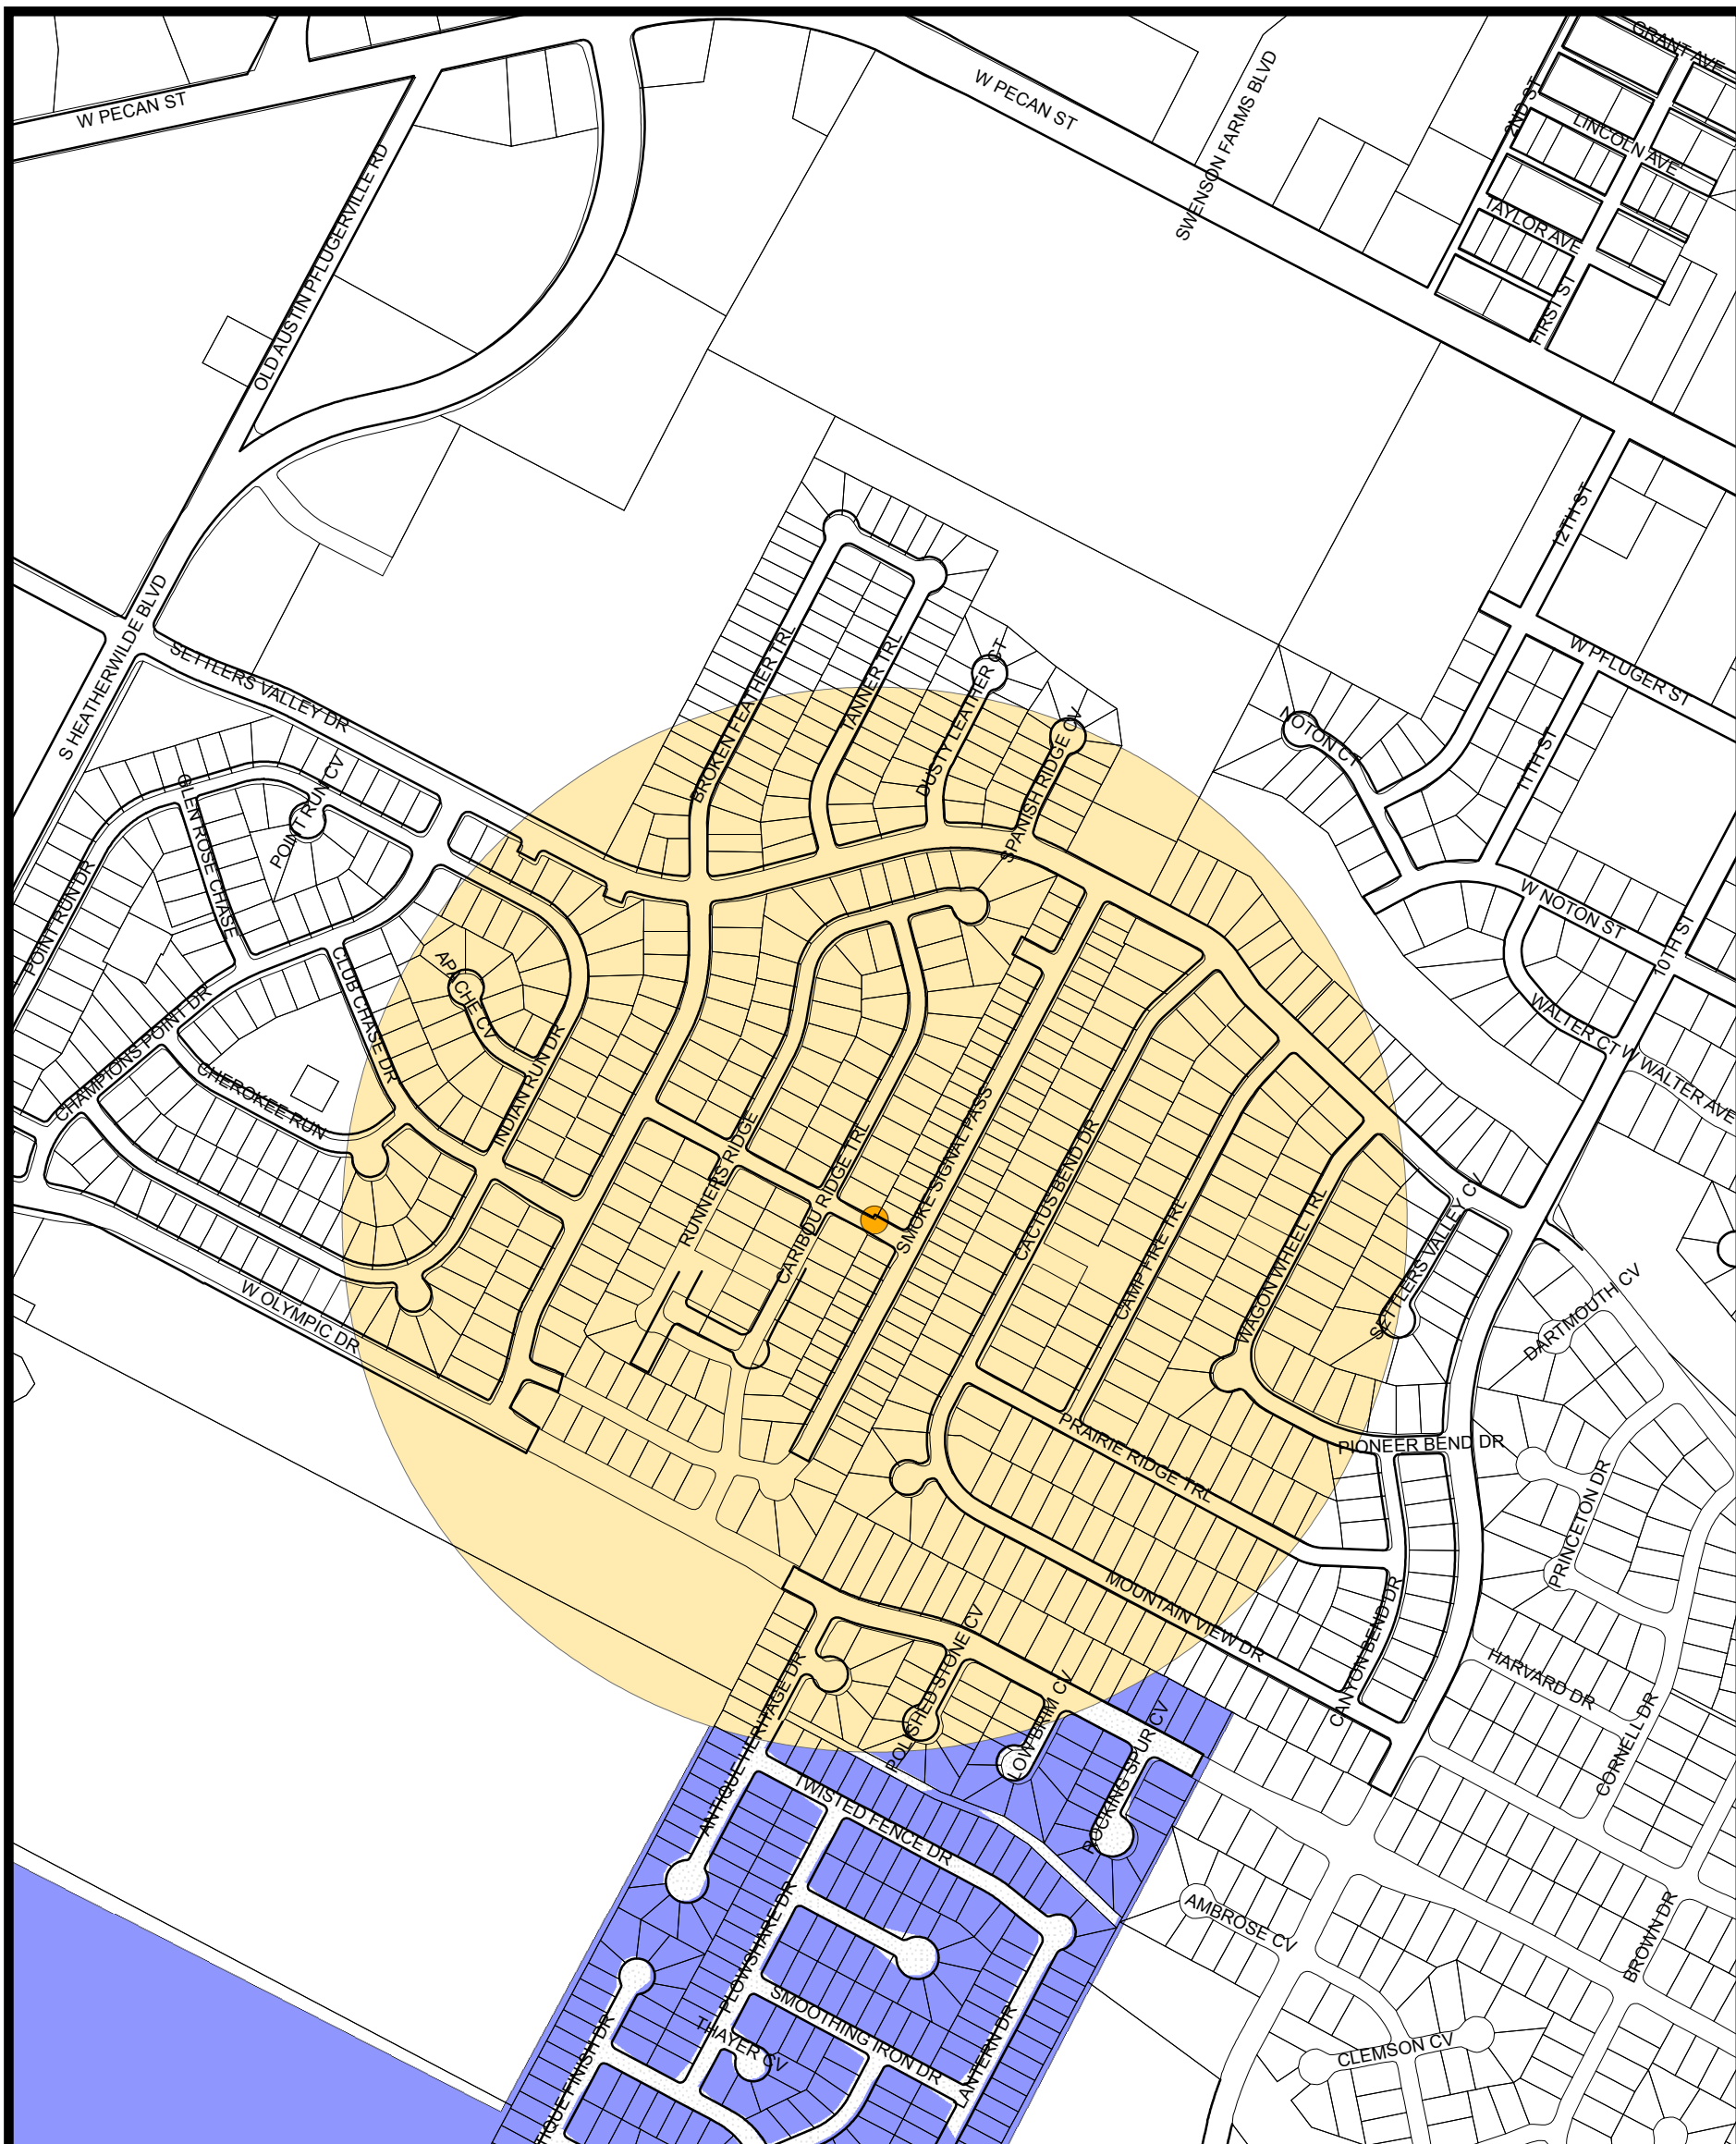 GRANT AVE
W PECAN ST
W PECAN ST
SWENSON FARMS BLVD
2ND ST
LINCOLN AVE
OLD AUSTIN PFLUGERVILLE RD
TAYLOR AVE
FIRST ST
12TH ST
S HEATHERWILDE BLVD
SETTLERS VALLEY DR
BROKEN FEATHER TRL
TANNER TRL
DUSTY LEATHER CT
SPANISH RIDGE CV
W PFLUGER ST
NOTON CT
11TH ST
GLEN ROSE CHASE
POINT RUN CV
POINT RUN DR
W NOTON ST
10TH ST
APACHE CV
CLUB CHASE DR
CHAMPIONS POINT DR
CHEROKEE RUN
INDIAN RUN DR
WALTER CT
W WALTER AVE
RUNNERS RIDGE
CARIBOU RIDGE TRL
SMOKE SIGNAL PASS
CACTUS BEND DR
CAMP FIRE TRL
WAGON WHEEL TRL
SETTLERS VALLEY CV
DARTMOUTH CV
W OLYMPIC DR
PRAIRIE RIDGE TRL
PIONEER BEND DR
PRINCETON DR
MOUNTAIN VIEW DR
CANYON BEND DR
HARVARD DR
CORNELL DR
ANTIQUE HERITAGE DR
POLISHED STONE CV
LOW BRIM CV
ROCKING SPUR CV
TWISTED FENCE DR
PLOWSHARE DR
AMBROSE CV
BROWN DR
SMOOTHING IRON DR
THAYER CV
LANTERN DR
TIQUE FINISH DR
CLEMSON CV